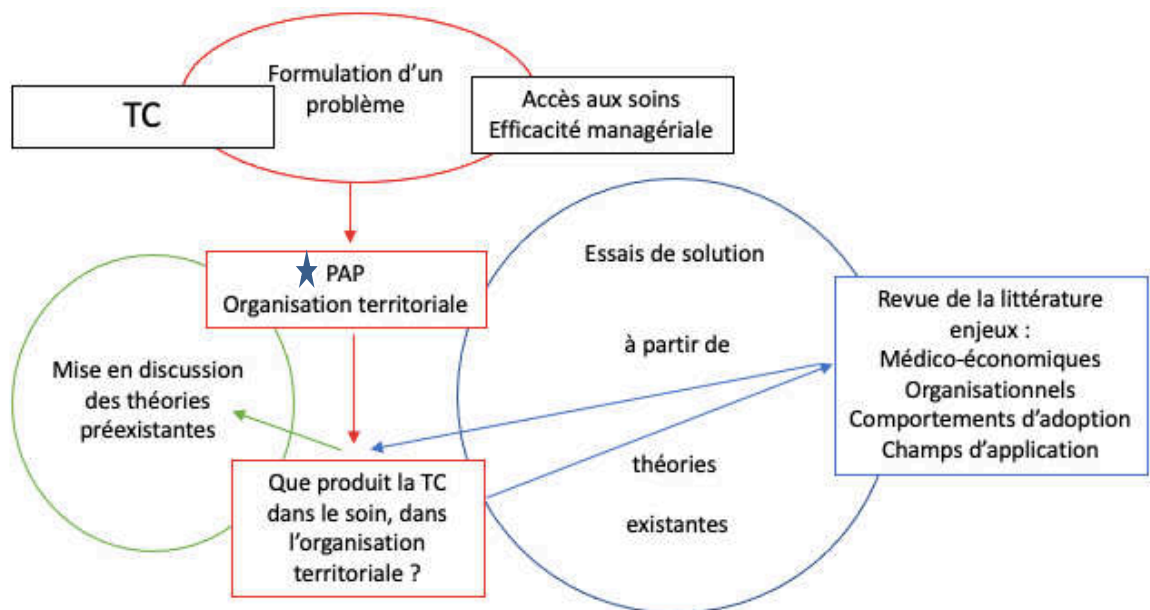 Formulation d'un
problème
TC
Accès aux soins
Efficacité managériale
PAP
Organisation territoriale
Essais de solution
à partir de
théories
existantes
Revue de la littérature
enjeux :
Médico-économiques
Organisationnels
Comportements d'adoption
Champs d'application
Mise en discussion
des théories
préexistantes
Que produit la TC
dans le soin, dans
l'organisation
territoriale ?